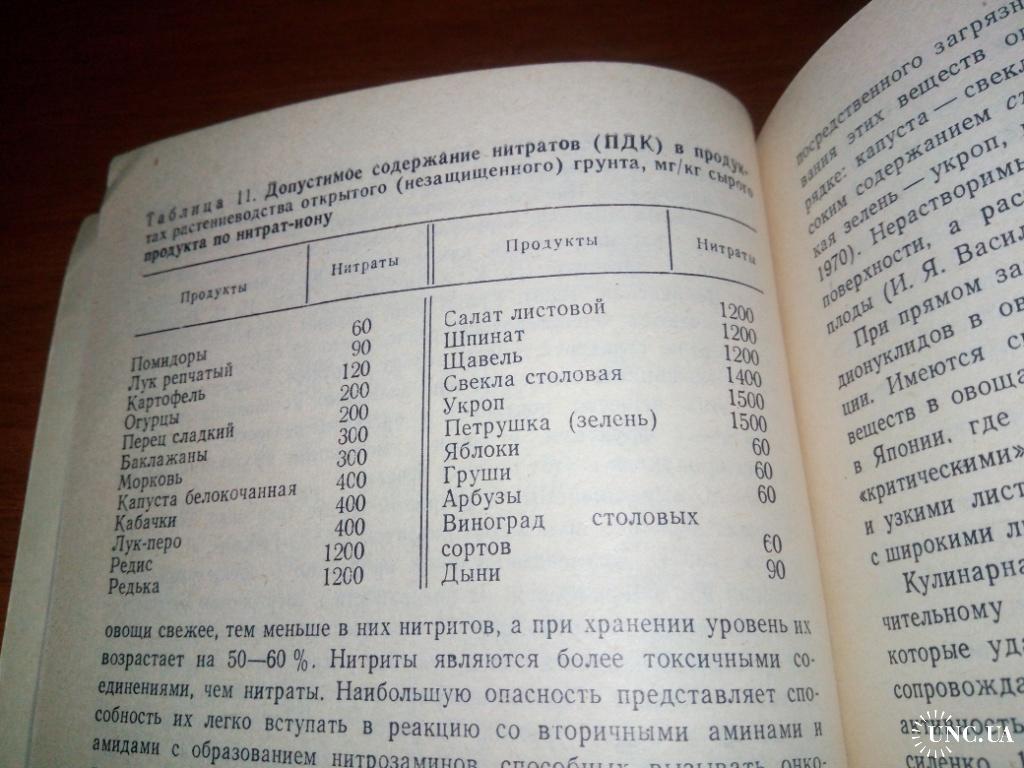 Таблица 11. Допустимое содержание нитратов (ПДК) в продук-
тах растениеводства открытого (незащищенного) грунта, мг/кг сырого
продукта по нитрат-иону
Продукты Нитраты Продукты Нитраты
Помидоры 60 Салат листовой 1200
Лук репчатый 90 Шпинат 1200
Картофель 120 Щавель 1200
Огурцы 200 Свекла столовая 1400
Перец сладкий 200 Укроп 1500
Баклажаны 300 Петрушка (зелень) 1500
Морковь 300 Яблоки 60
Капуста белокочанная 400 Груши 60
Кабачки 400 Арбузы 60
Лук-перо 400 Виноград столовых
Редис 1200 сортов 60
Редька 1200 Дыни 90
овощи свежее, тем меньше в них нитритов, а при хранении уровень их
возрастает на 50—60 %. Нитриты являются более токсичными со-
единениями, чем нитраты. Наибольшую опасность представляет спо-
собность их легко вступать в реакцию со вторичными аминами и
амидами с образованием нитрозаминов, способных вызывать онко-
посредственного загрязн
вания этих веществ
рядке: капуста — свекл
соким содержанием
кая зелень — укроп,
1970). Нерастворимы
поверхности, а рас
плоды (И. Я. Васил
При прямом за
дионуклидов в ов
ции. Имеются
веществ в овоща
в Японии, где
«критическими»
и узкими лист
с широкими
Кулинарна
чительному
которые уда
сопровожда
активность
силенко,
UNC.UA